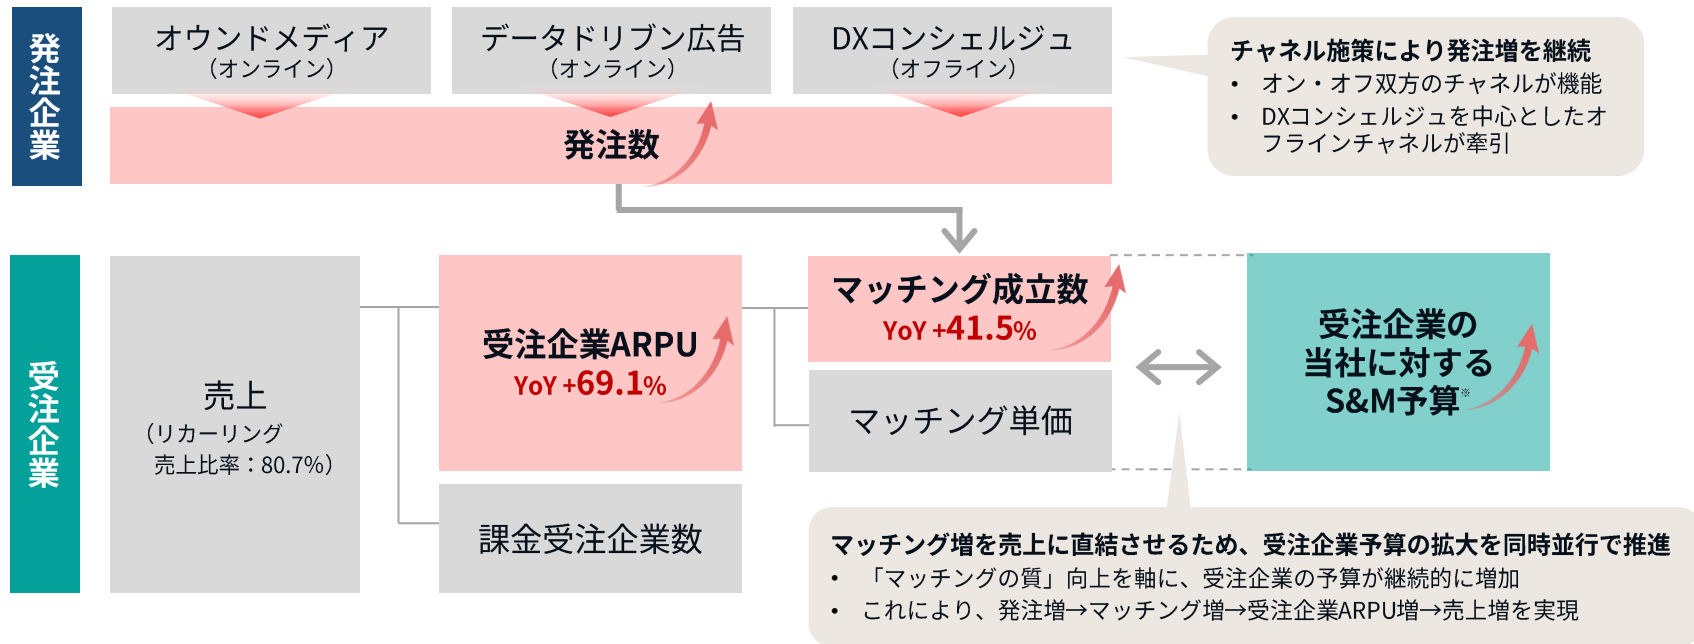 発注企業
オウンドメディア
（オンライン）
データドリブン広告
（オンライン）
DXコンシェルジュ
（オフライン）
発注数
チャネル施策により発注増を継続
• オン・オフ双方のチャネルが機能
• DXコンシェルジュを中心としたオ
フラインチャネルが牽引
受注企業
売上
（リカーリング
売上比率：80.7%）
受注企業ARPU
YoY +69.1%
課金受注企業数
マッチング成立数
YoY +41.5%
マッチング単価
受注企業の
当社に対する
S&M予算※
マッチング増を売上に直結させるため、受注企業予算の拡大を同時並行で推進
• 「マッチングの質」向上を軸に、受注企業の予算が継続的に増加
• これにより、発注増→マッチング増→受注企業ARPU増→売上増を実現